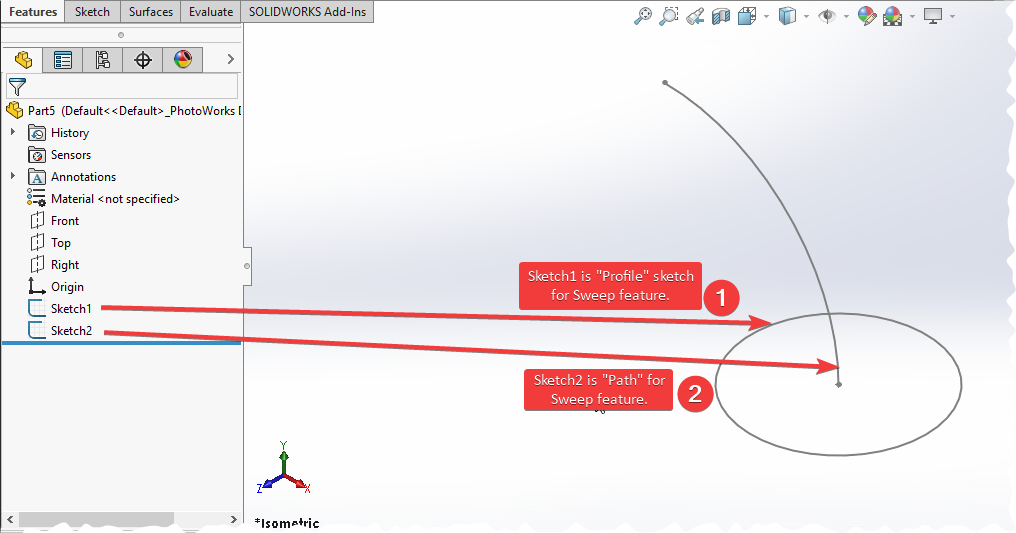 Features Sketch Surfaces Evaluate SOLIDWORKS Add-Ins
Part5 (Default<<Default>_PhotoWorks
History
Sensors
Annotations
Material <not specified>
Front
Top
Right
Origin
Sketch1
Sketch2
Sketch1 is "Profile" sketch
for Sweep feature.
1
Sketch2 is "Path" for
Sweep feature.
2
Y
Z
X
*Isometric